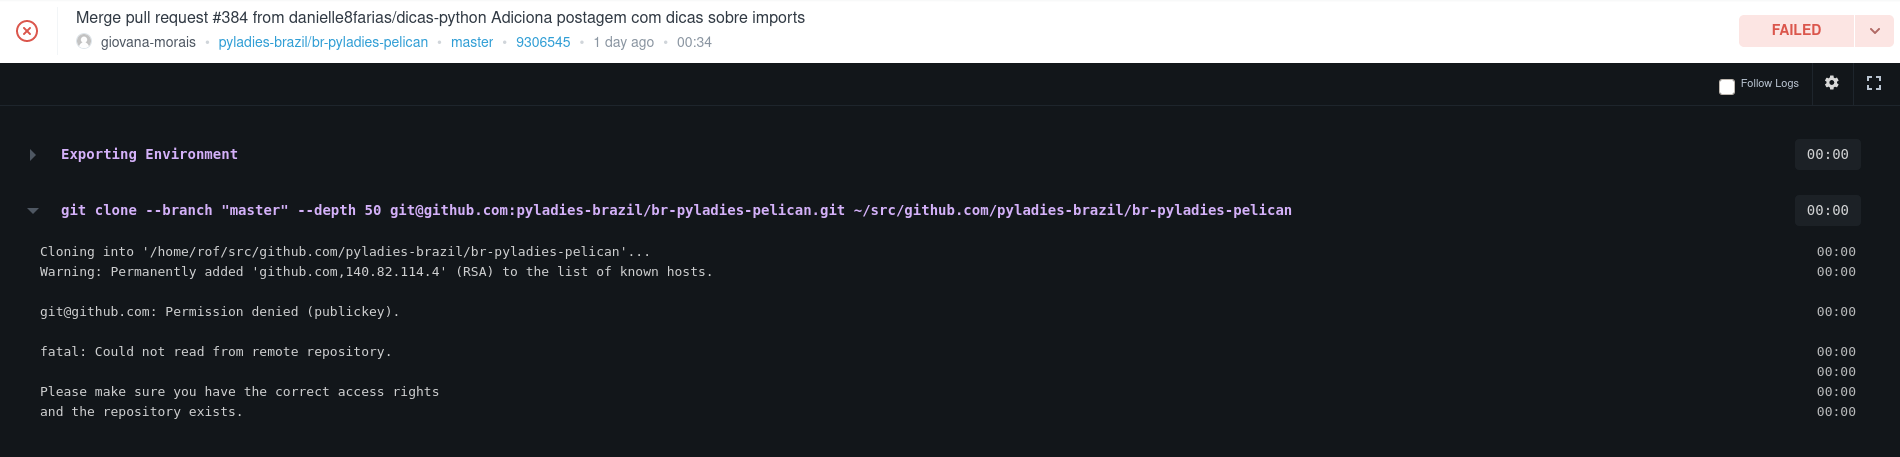 Merge pull request #384 from danielle8farias/dicas-python Adiciona postagem com dicas sobre imports
giovana-morais • pyladies-brazil/br-pyladies-pelican • master • 9306545 • 1 day ago • 00:34
FAILED
Follow Logs
Exporting Environment 00:00
git clone --branch "master" --depth 50 git@github.com:pyladies-brazil/br-pyladies-pelican.git ~/src/github.com/pyladies-brazil/br-pyladies-pelican 00:00
Cloning into '/home/rof/src/github.com/pyladies-brazil/br-pyladies-pelican'... 00:00
Warning: Permanently added 'github.com,140.82.114.4' (RSA) to the list of known hosts. 00:00
git@github.com: Permission denied (publickey). 00:00
fatal: Could not read from remote repository. 00:00
00:00
Please make sure you have the correct access rights 00:00
and the repository exists. 00:00